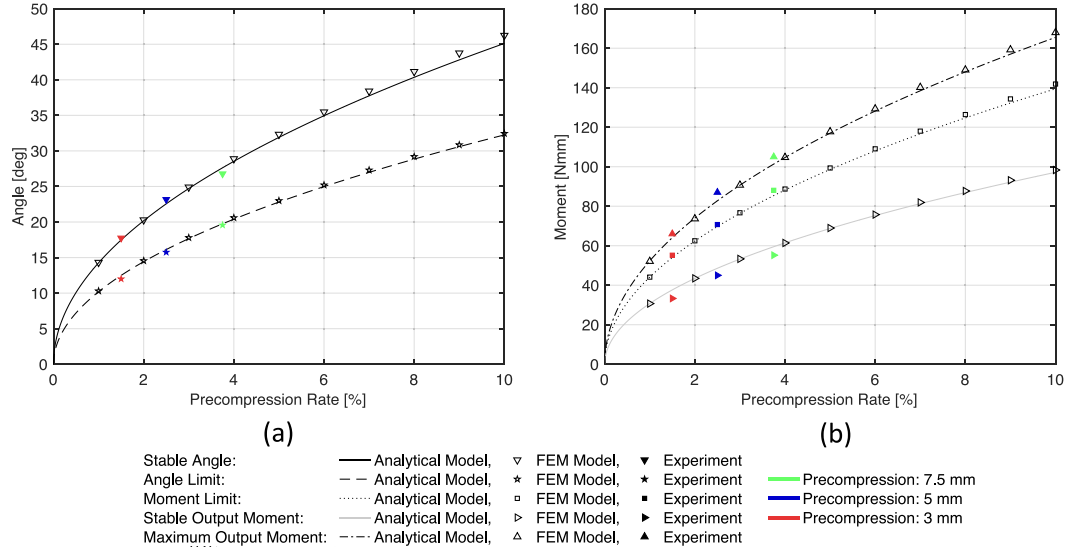 50
45
40
35
30
25
20
15
10
5
0
Angle [deg]
0 2 4 6 8 10
Precompression Rate [%]
(a)
180
160
140
120
100
80
60
40
20
0
Moment [Nmm]
0 2 4 6 8 10
Precompression Rate [%]
(b)
Stable Angle: Analytical Model, FEM Model, Experiment
Angle Limit: Analytical Model, FEM Model, Experiment Precompression: 7.5 mm
Moment Limit: Analytical Model, FEM Model, Experiment Precompression: 5 mm
Stable Output Moment: Analytical Model, FEM Model, Experiment Precompression: 3 mm
Maximum Output Moment: Analytical Model, FEM Model, Experiment